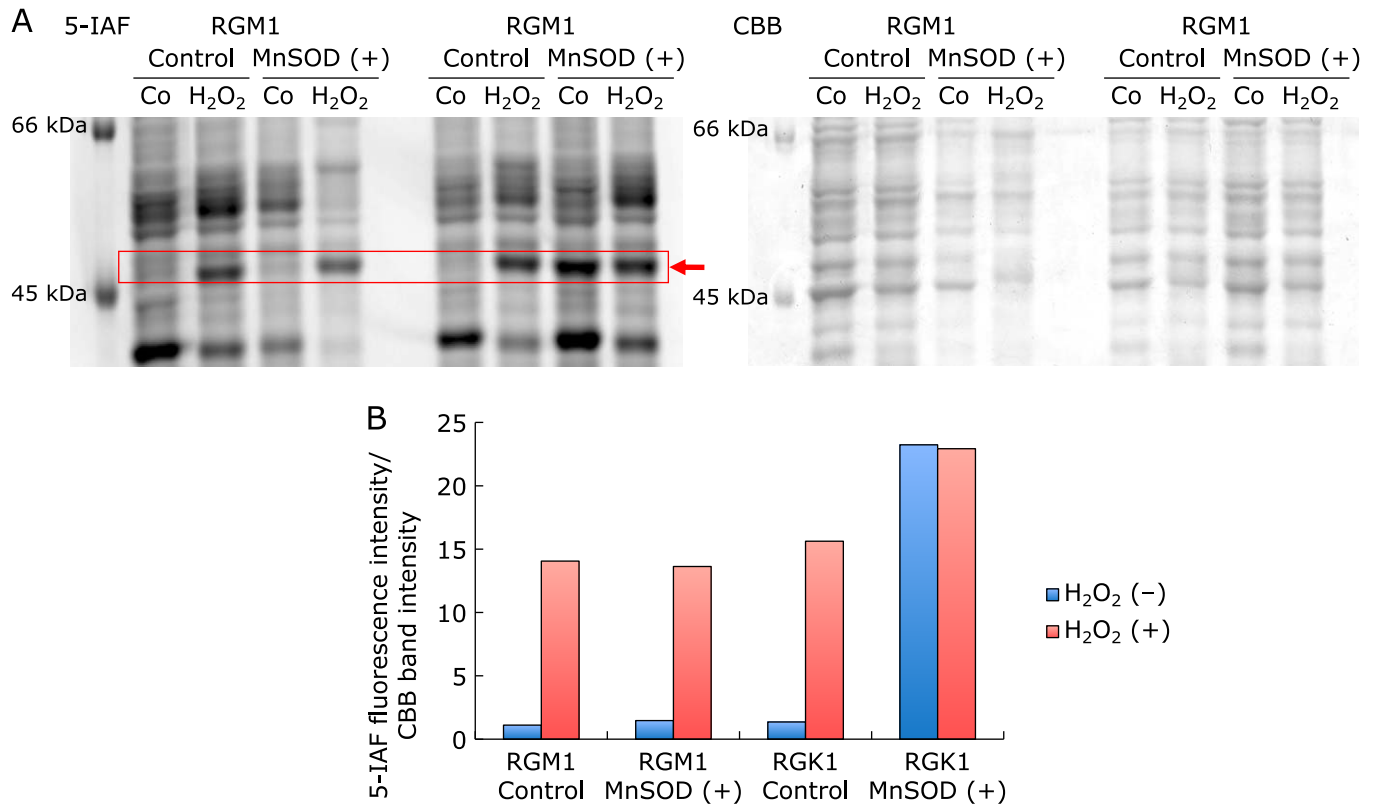 A 5-IAF RGM1 RGM1 CBB RGM1 RGM1
Control MnSOD (+) Control MnSOD (+) Control MnSOD (+) Control MnSOD (+)
Co H₂O₂ Co H₂O₂ Co H₂O₂ Co H₂O₂ Co H₂O₂ Co H₂O₂ Co H₂O₂ Co H₂O₂
66 kDa 66 kDa
45 kDa 45 kDa
B
5-IAF fluorescence intensity/
CBB band intensity
25
20
15
10
5
0
RGM1 RGM1 RGK1 RGK1
Control MnSOD (+) Control MnSOD (+)
H₂O₂ (−)
H₂O₂ (+)